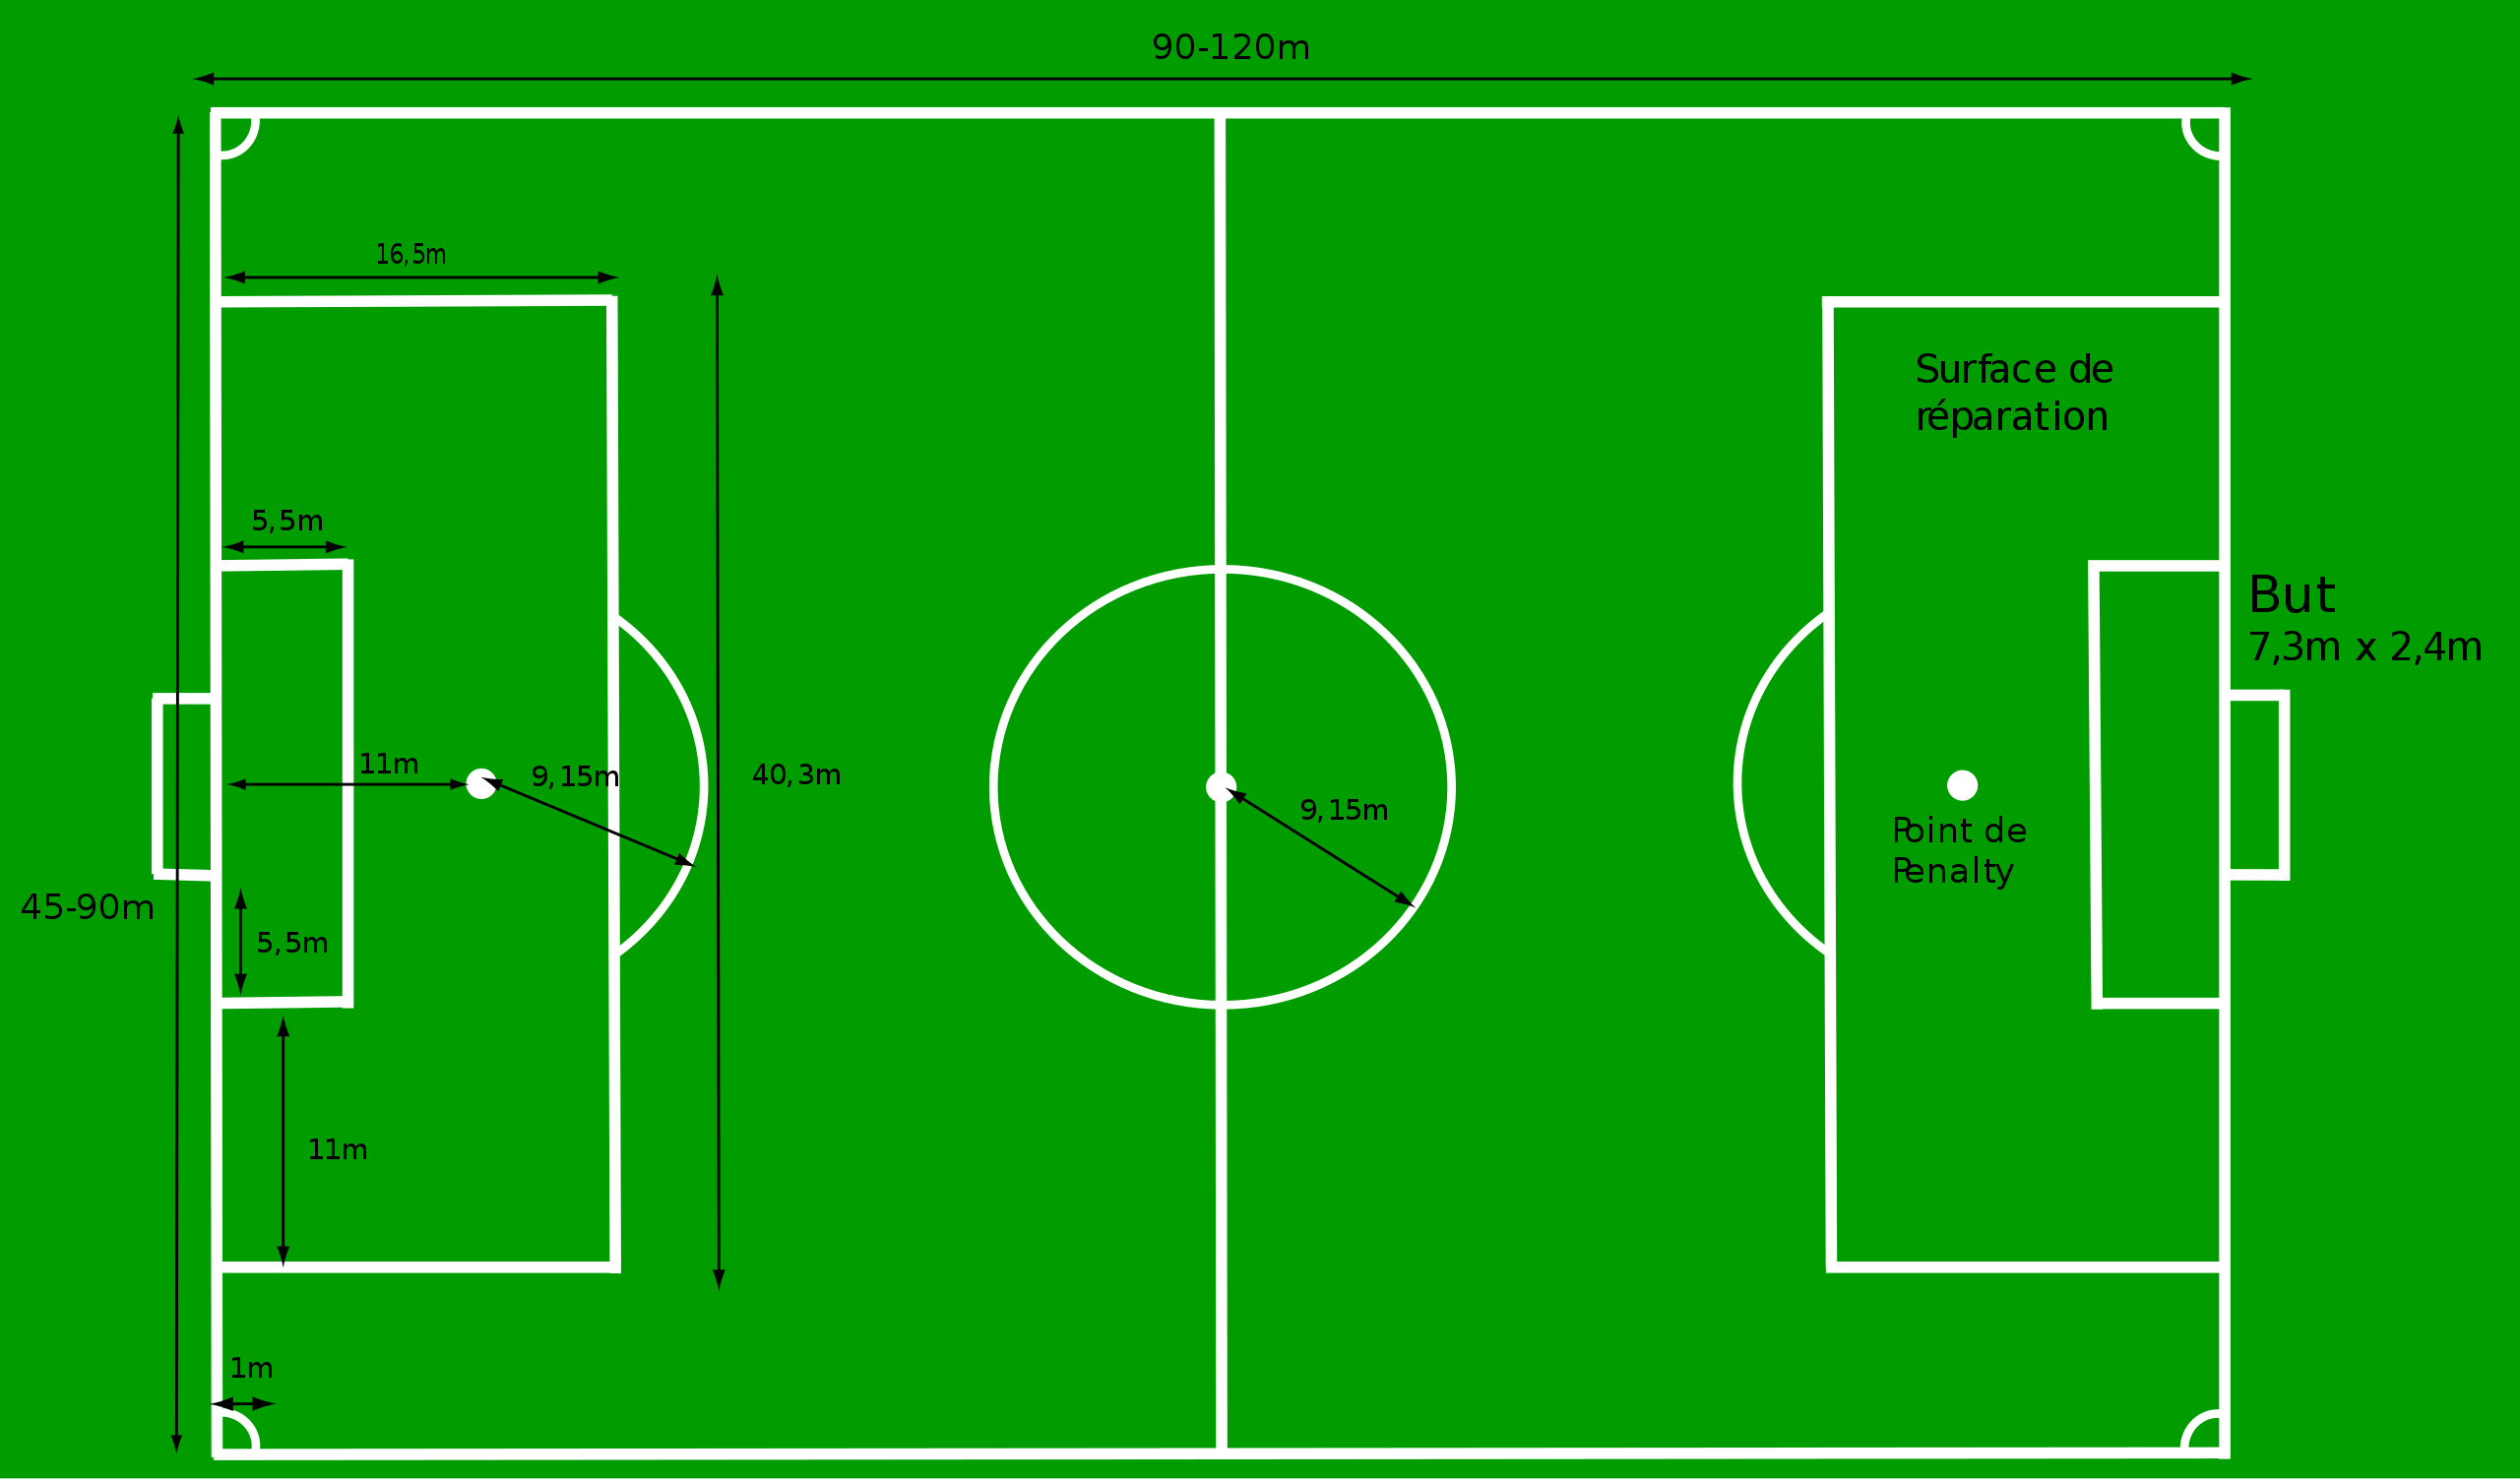 90-120m
16,5m
Surface de
réparation
5,5m
But
7,3m x 2,4m
11m
9,15m
40,3m
9,15m
Point de
Penalty
45-90m
5,5m
11m
1m